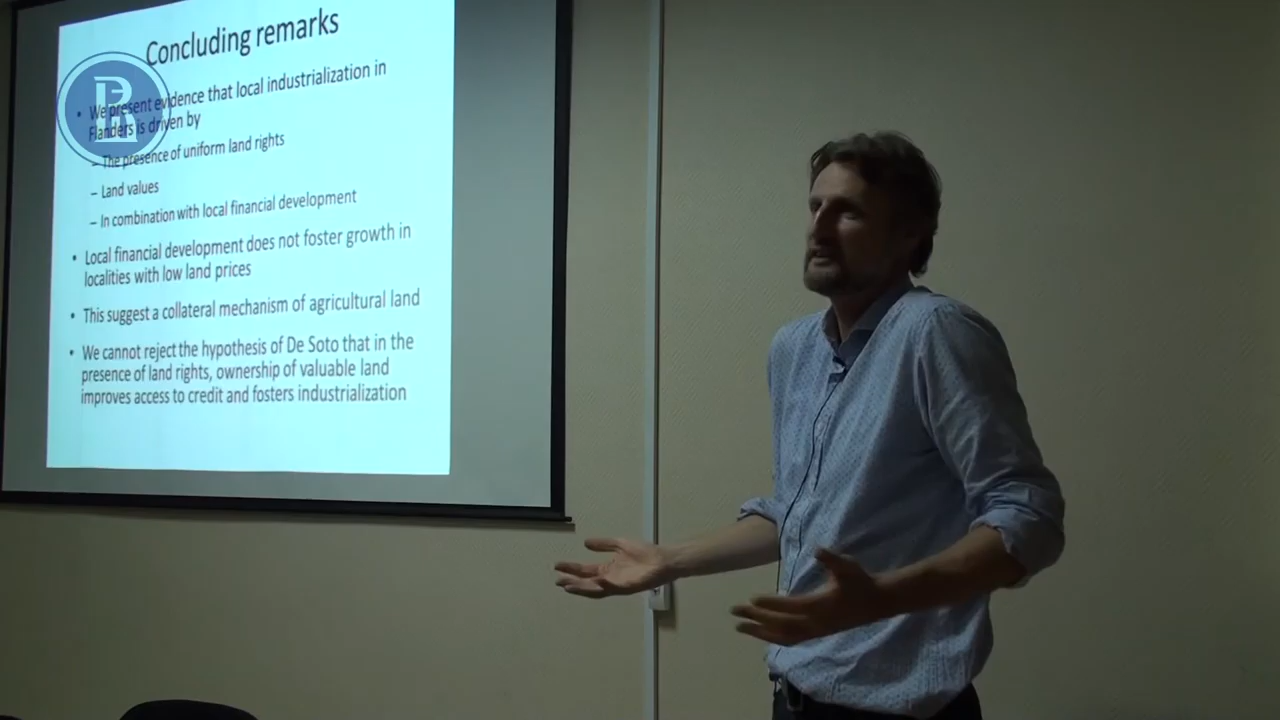 Concluding remarks
• We present evidence that local industrialization in
Flanders is driven by
– The presence of uniform land rights
– Land values
– In combination with local financial development
• Local financial development does not foster growth in
localities with low land prices
• This suggest a collateral mechanism of agricultural land
• We cannot reject the hypothesis of De Soto that in the
presence of land rights, ownership of valuable land
improves access to credit and fosters industrialization